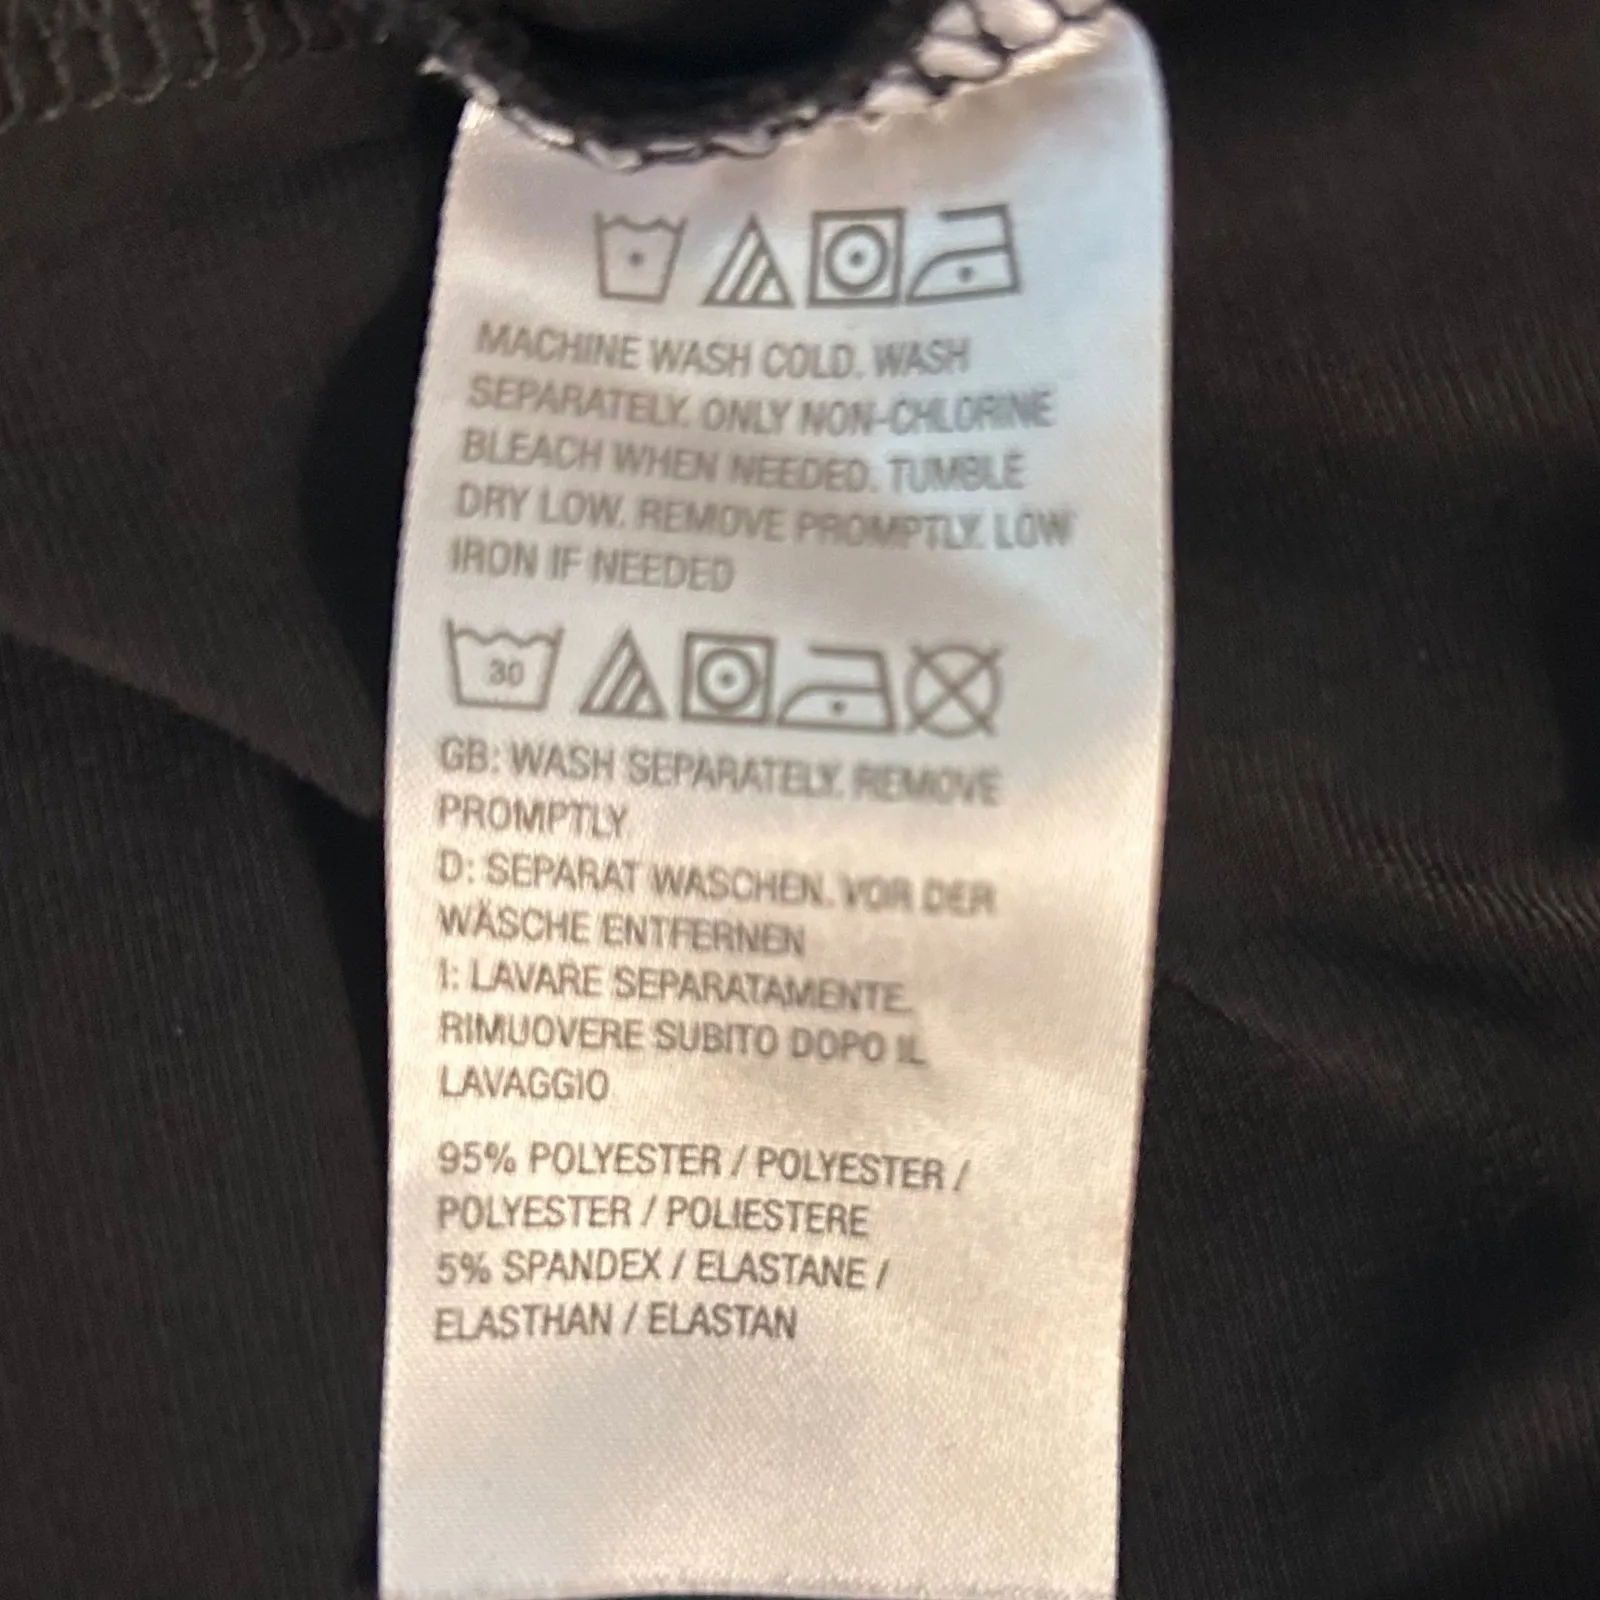 MACHINE WASH COLD. WASH
SEPARATELY. ONLY NON-CHLORINE
BLEACH WHEN NEEDED. TUMBLE
DRY LOW. REMOVE PROMPTLY. LOW
IRON IF NEEDED
30
GB: WASH SEPARATELY. REMOVE
PROMPTLY
D: SEPARAT WASCHEN. VOR DER
WÄSCHE ENTFERNEN
I: LAVARE SEPARATAMENTE.
RIMUOVERE SUBITO DOPO IL
LAVAGGIO
95% POLYESTER / POLYESTER /
POLYESTER / POLIESTERE
5% SPANDEX / ELASTANE /
ELASTHAN / ELASTAN